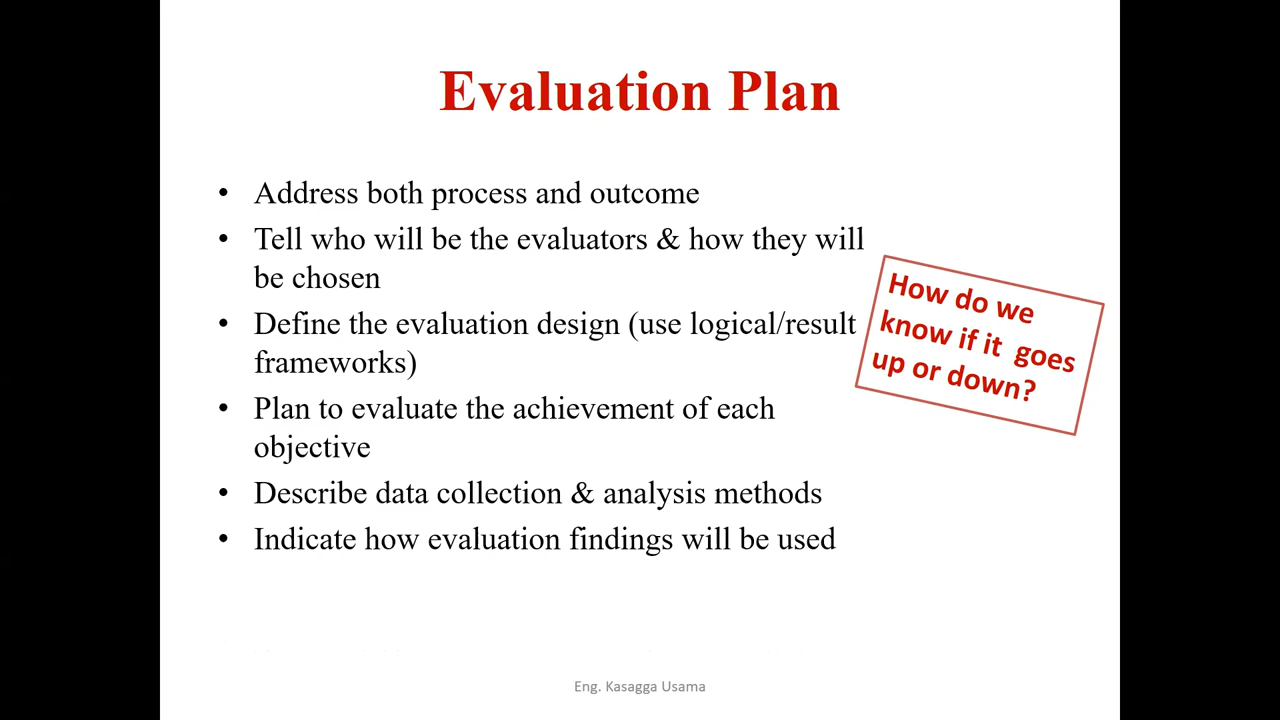 Evaluation Plan
• Address both process and outcome
• Tell who will be the evaluators & how they will
be chosen
• Define the evaluation design (use logical/result
frameworks)
• Plan to evaluate the achievement of each
objective
• Describe data collection & analysis methods
• Indicate how evaluation findings will be used
How do we
know if it goes
up or down?
Eng. Kasagga Usama